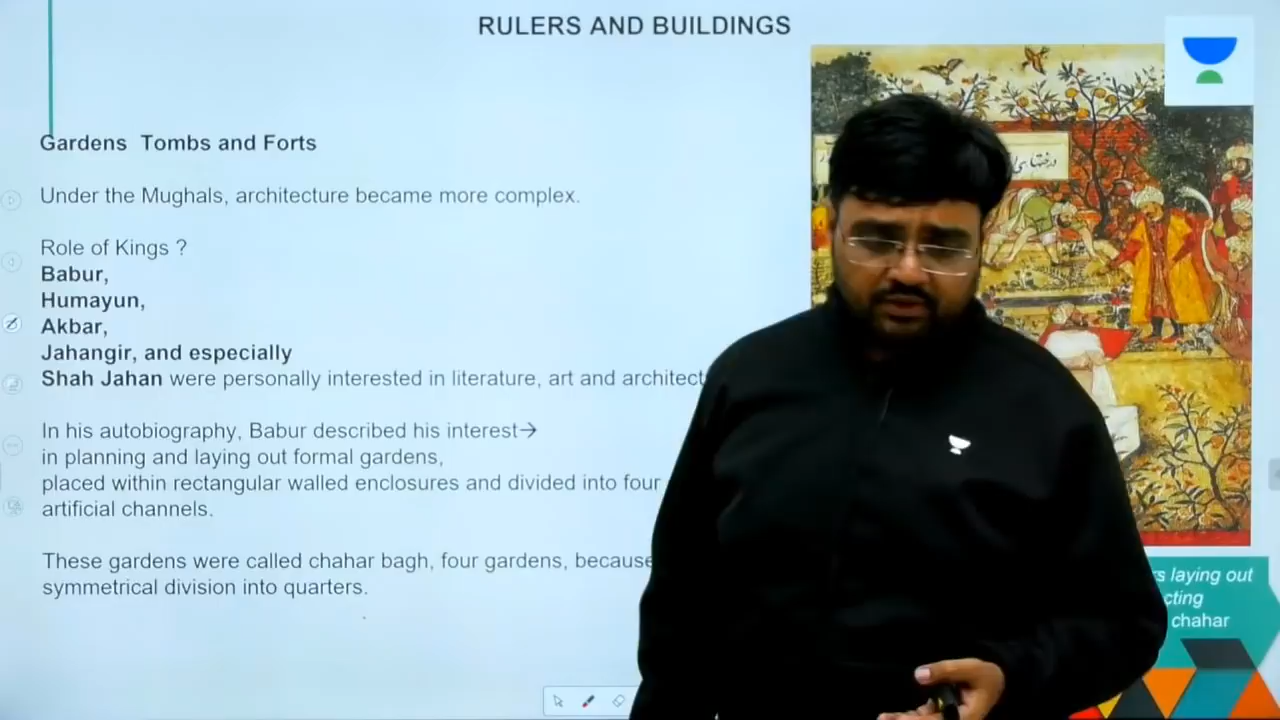 RULERS AND BUILDINGS
Gardens Tombs and Forts
Under the Mughals, architecture became more complex.
Role of Kings ?
Babur,
Humayun,
Akbar,
Jahangir, and especially
Shah Jahan were personally interested in literature, art and
In his autobiography, Babur described his interest→
in planning and laying out formal gardens,
placed within rectangular walled enclosures and divided into four
artificial channels.
These gardens were called chahar bagh, four gardens, because
symmetrical division into quarters.
laying out
chahar